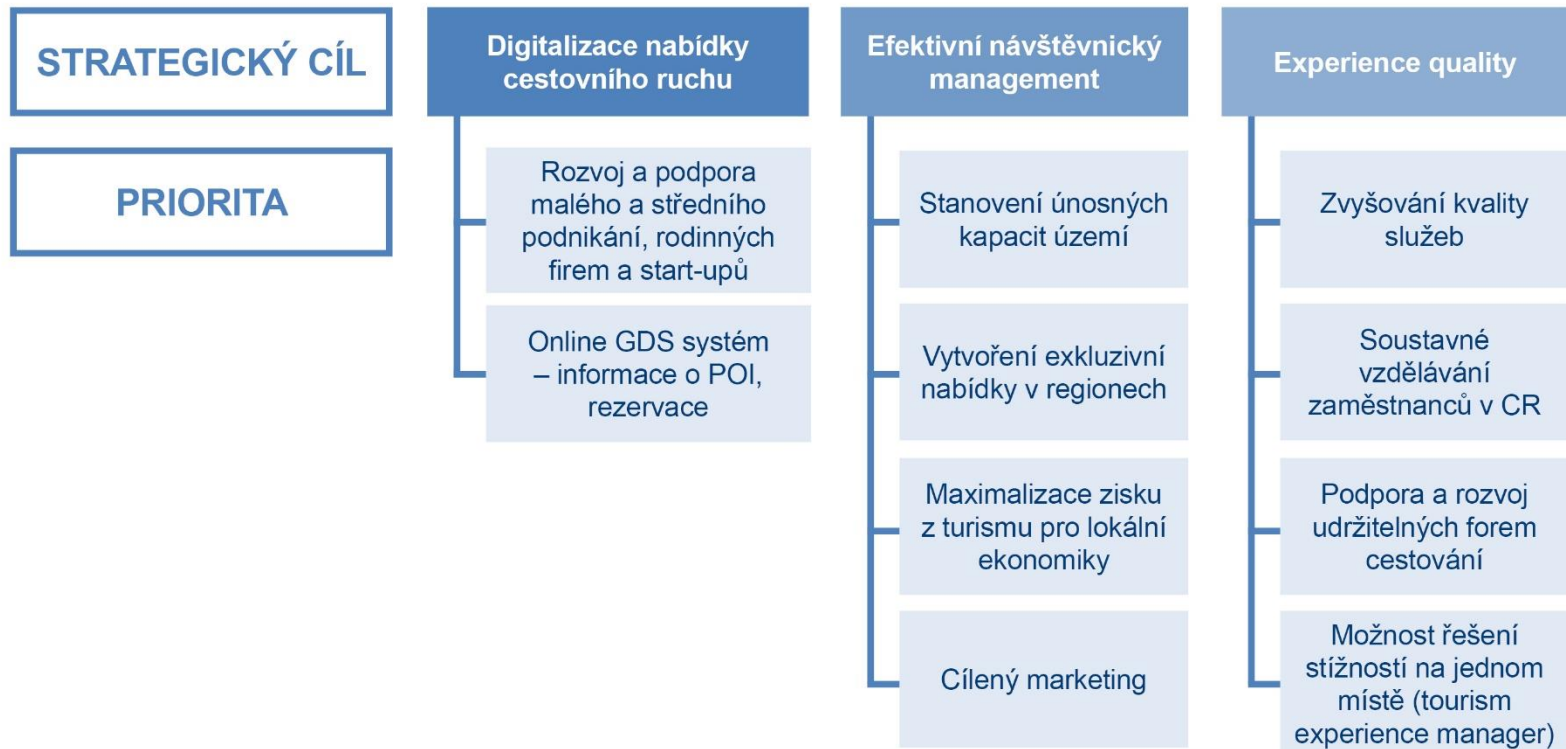 STRATEGICKÝ CÍL
PRIORITA
Digitalizace nabídky
cestovního ruchu
Rozvoj a podpora
malého a středního
podnikání, rodinných
firem a start-upů
Online GDS systém
– informace o POI,
rezervace
Efektivní návštěvnický
management
Stanovení únosných
kapacit území
Vytvoření exkluzivní
nabídky v regionech
Maximalizace zisku
z turismu pro lokální
ekonomiky
Cílený marketing
Experience quality
Zvyšování kvality
služeb
Soustavné
vzdělávání
zaměstnanců v CR
Podpora a rozvoj
udržitelných forem
cestování
Možnost řešení
stížností na jednom
místě (tourism
experience manager)